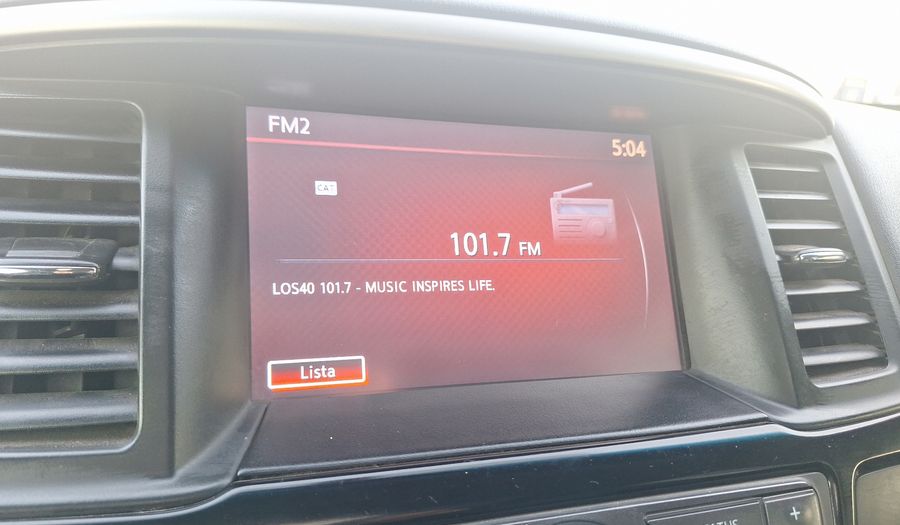 FM2
5:04
CAT
101.7 FM
LOS40 101.7 - MUSIC INSPIRES LIFE.
Lista
+